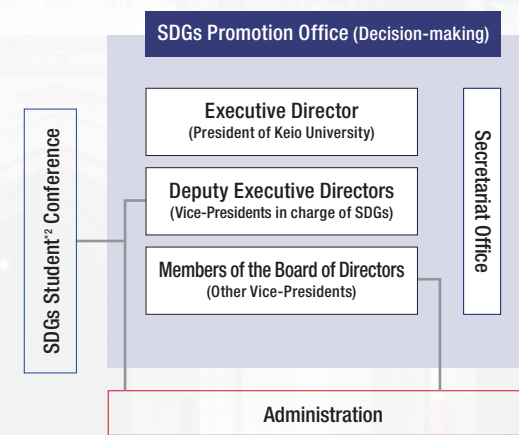 SDGs Promotion Office (Decision-making)
Executive Director
(President of Keio University)
Deputy Executive Directors
(Vice-Presidents in charge of SDGs)
Members of the Board of Directors
(Other Vice-Presidents)
SDGs Student*2 Conference
Secretariat Office
Administration